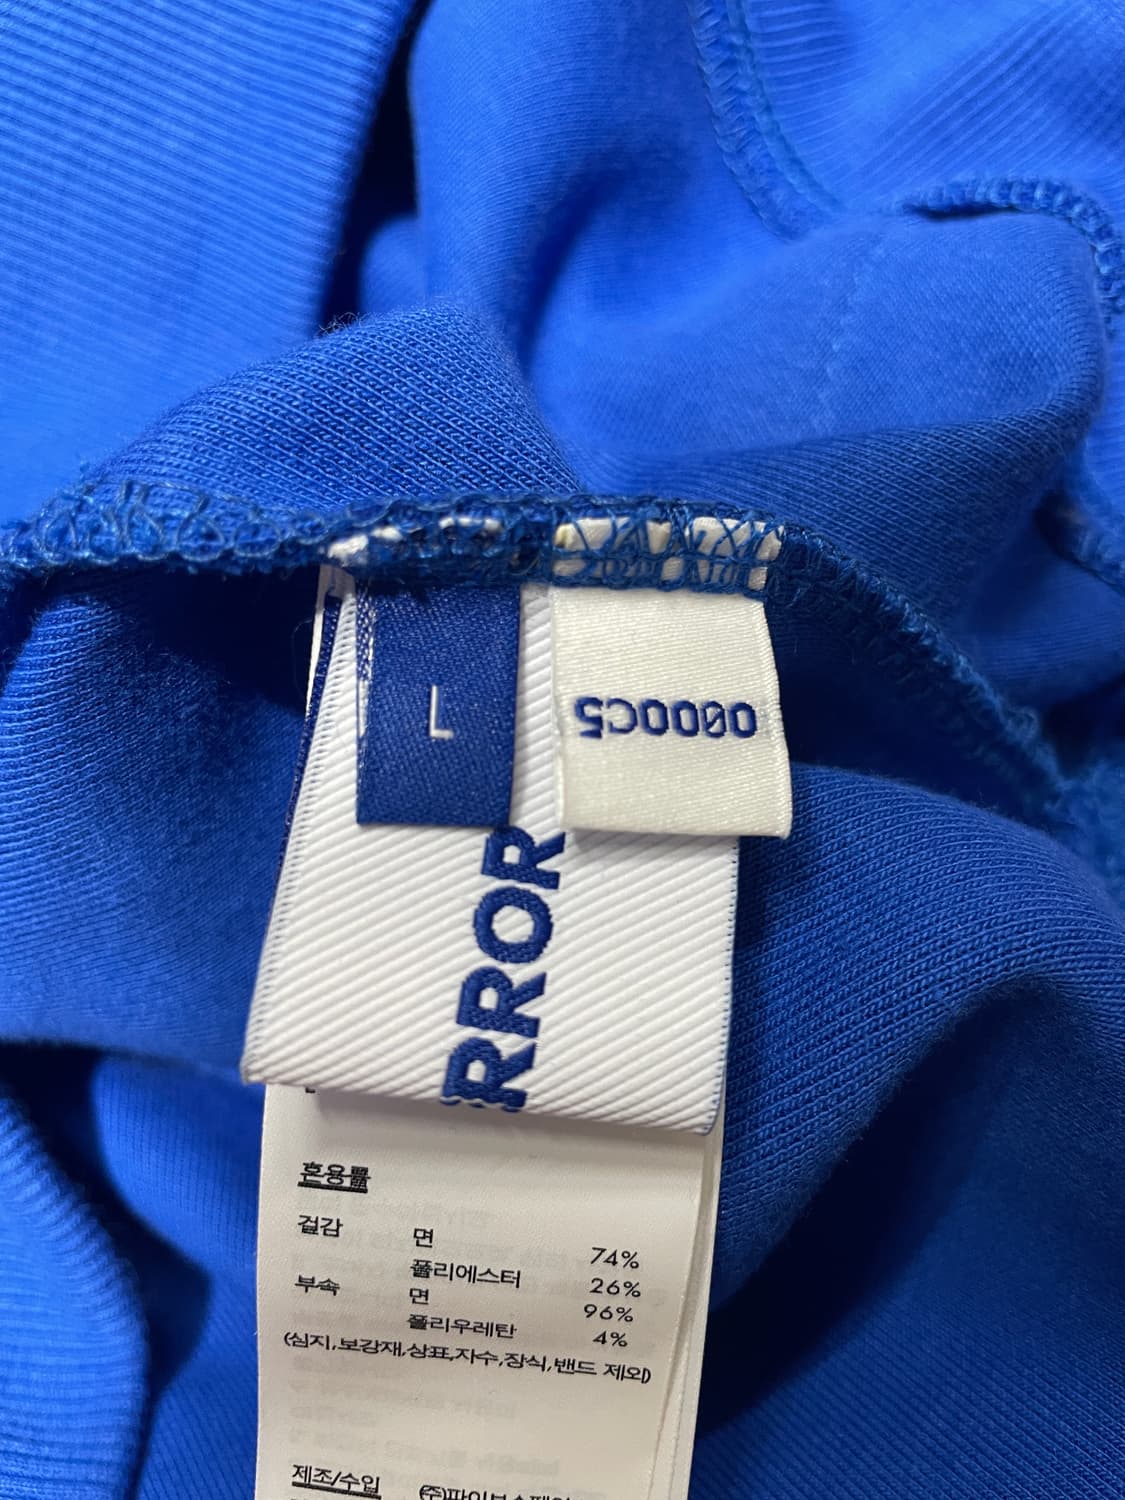 L
0000C5
RROR
혼용률
겉감 면 74%
폴리에스터 26%
부속 면 96%
폴리우레탄 4%
(심지,보강재,상표,자수,장식,밴드 제외)
제조/수입